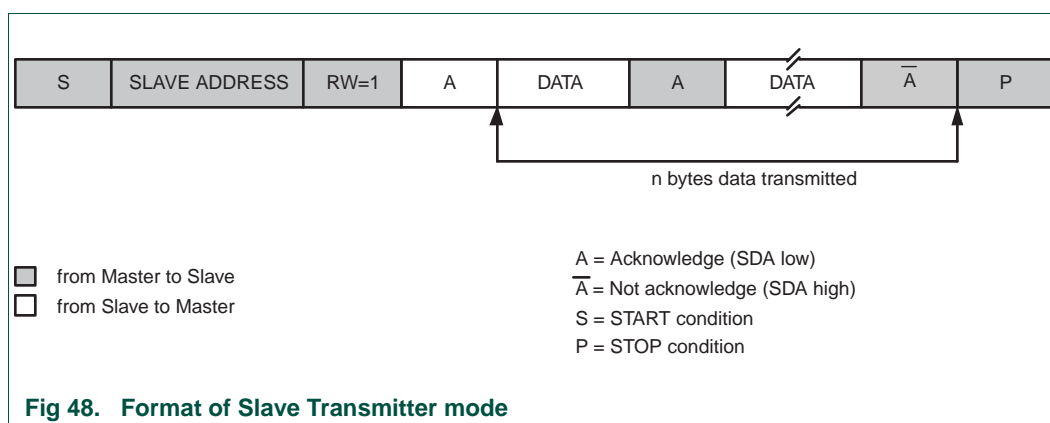 S SLAVE ADDRESS RW=1 A DATA A DATA A̅ P
n bytes data transmitted
from Master to Slave
from Slave to Master
A = Acknowledge (SDA low)
A̅ = Not acknowledge (SDA high)
S = START condition
P = STOP condition
Fig 48. Format of Slave Transmitter mode